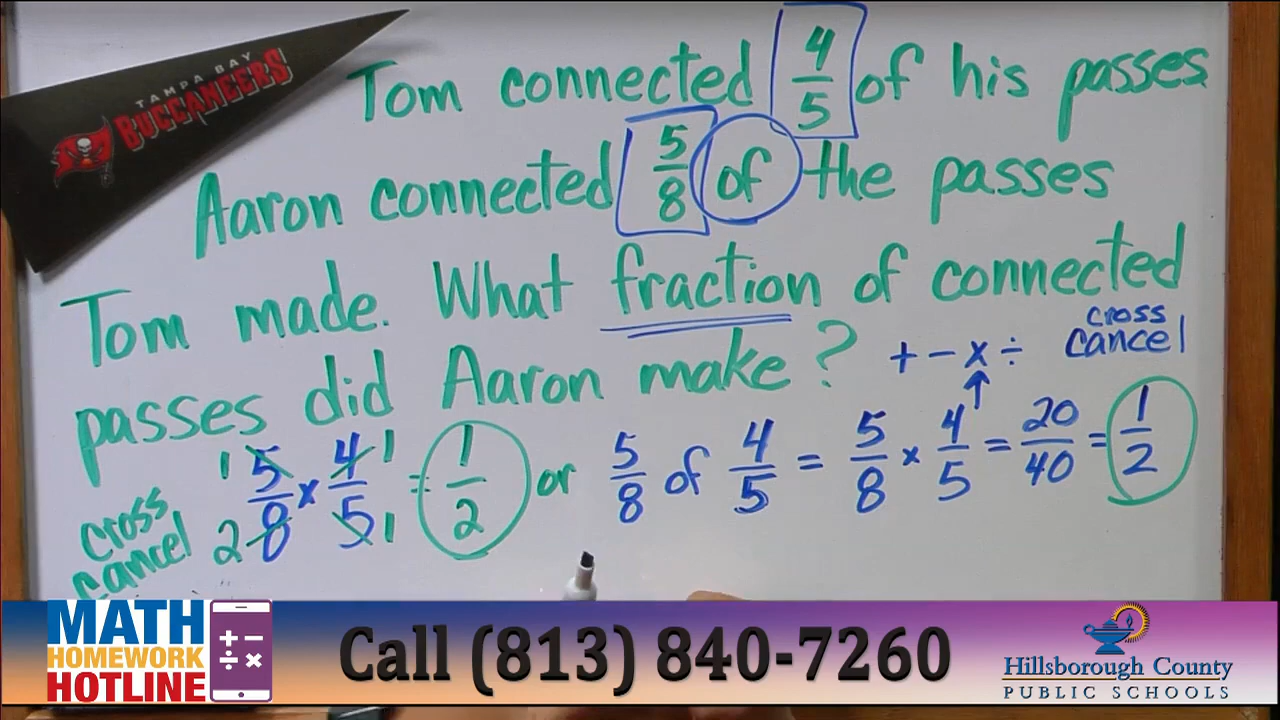 TAMPA BAY
BUCCANEERS
Tom connected 4/5 of his passes
Aaron connected 5/8 of the passes
Tom made. What fraction of connected
passes did Aaron make?
+ - x ÷
cross
cancel
1 5/8 2 x 4/5 1 1 = 1/2 or 5/8 of 4/5 = 5/8 x 4/5 = 20/40 = 1/2
cross
cancel
MATH
HOMEWORK
HOTLINE
+ -
÷ ×
Call (813) 840-7260
Hillsborough County
PUBLIC SCHOOLS